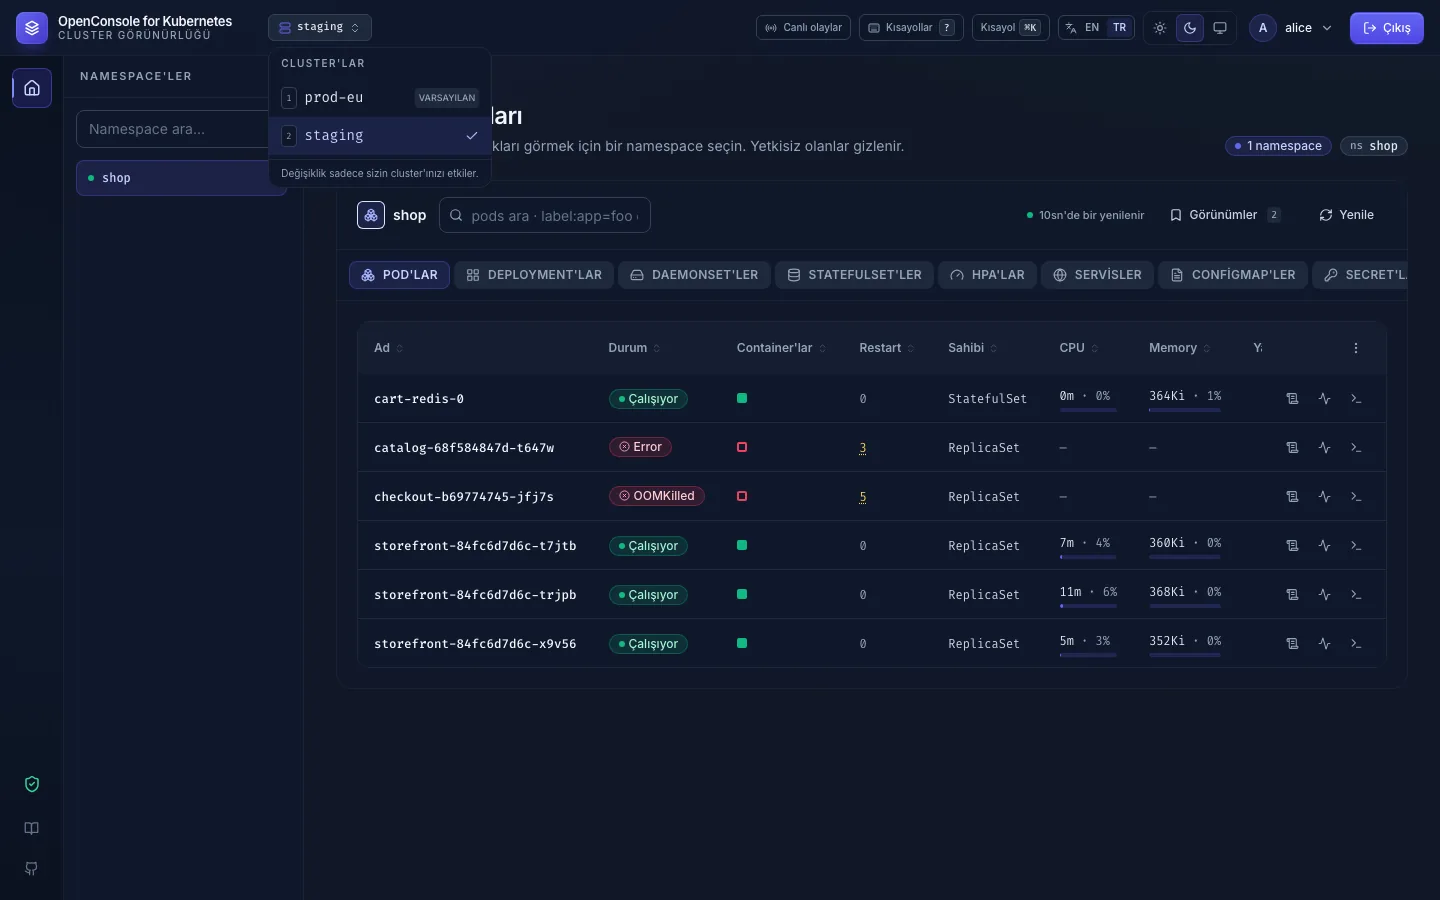 OpenConsole for Kubernetes
CLUSTER GÖRÜNÜRLÜĞÜ
staging
Canlı olaylar
Kısayollar ?
Kısayol ⌘K
EN TR
A alice
Çıkış
NAMESPACE'LER
Namespace ara...
shop
CLUSTER'LAR
1 prod-eu VARSAYILAN
2 staging
Değişiklik sadece sizin cluster'ınızı etkiler.
ları
kları görmek için bir namespace seçin. Yetkisiz olanlar gizlenir.
1 namespace
ns shop
shop
pods ara · label:app=foo
10sn'de bir yenilenir
Görünümler 2
Yenile
POD'LAR DEPLOYMENT'LAR DAEMONSET'LER STATEFULSET'LER HPA'LAR SERVİSLER CONFİGMAP'LER SECRET'L
Ad Durum Container'lar Restart Sahibi CPU Memory
cart-redis-0 Çalışıyor 0 StatefulSet 0m · 0% 364Ki · 1%
catalog-68f584847d-t647w Error 3 ReplicaSet — —
checkout-b69774745-jfj7s OOMKilled 5 ReplicaSet — —
storefront-84fc6d7d6c-t7jtb Çalışıyor 0 ReplicaSet 7m · 4% 360Ki · 0%
storefront-84fc6d7d6c-trjpb Çalışıyor 0 ReplicaSet 11m · 6% 368Ki · 0%
storefront-84fc6d7d6c-x9v56 Çalışıyor 0 ReplicaSet 5m · 3% 352Ki · 0%